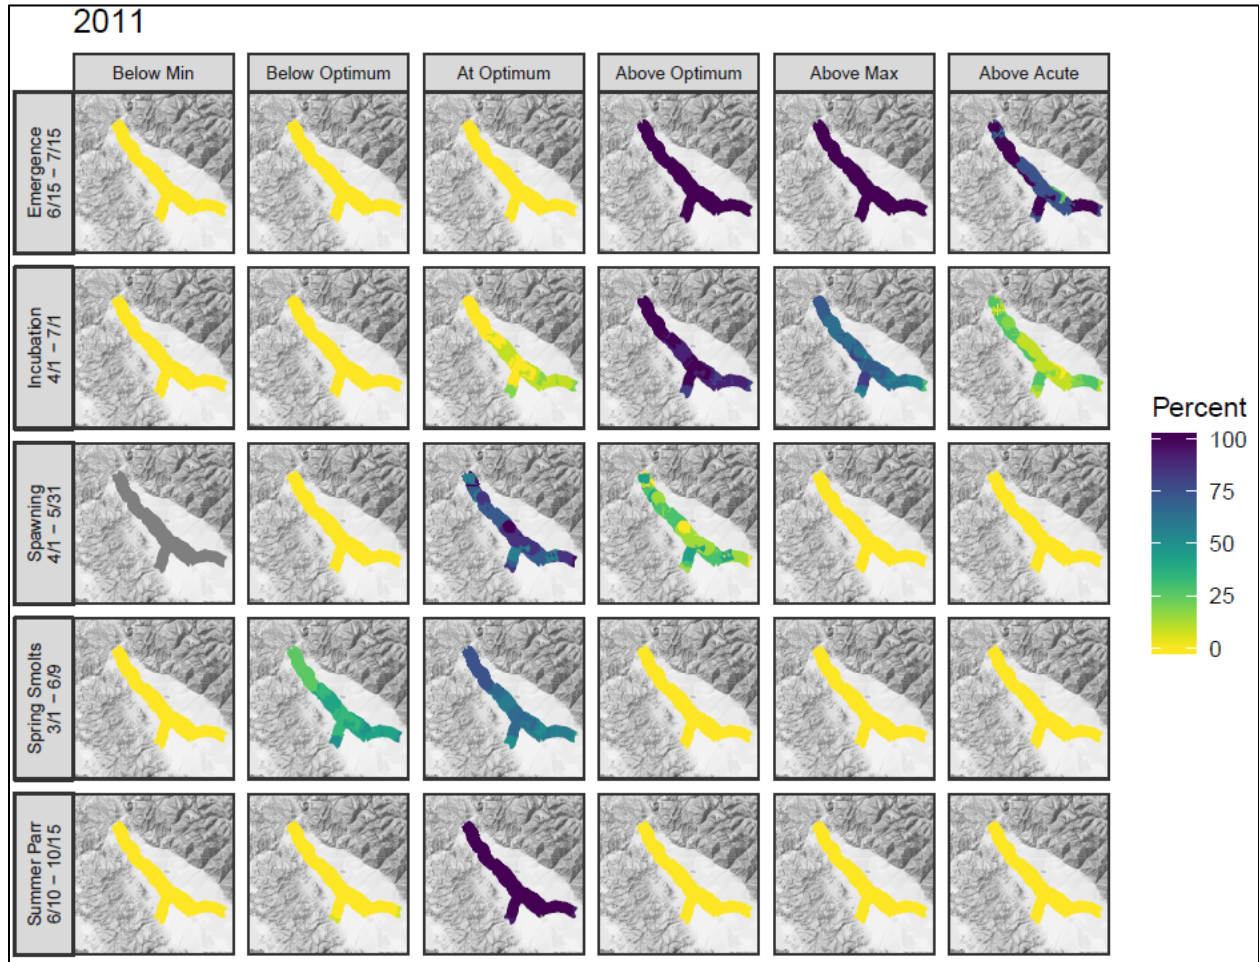 2011
Below Min
Below Optimum
At Optimum
Above Optimum
Above Max
Above Acute
Emergence
6/15 – 7/15
Incubation
4/1 – 7/1
Spawning
4/1 – 5/31
Spring Smolts
3/1 – 6/9
Summer Parr
6/10 – 10/15
Percent
100
75
50
25
0